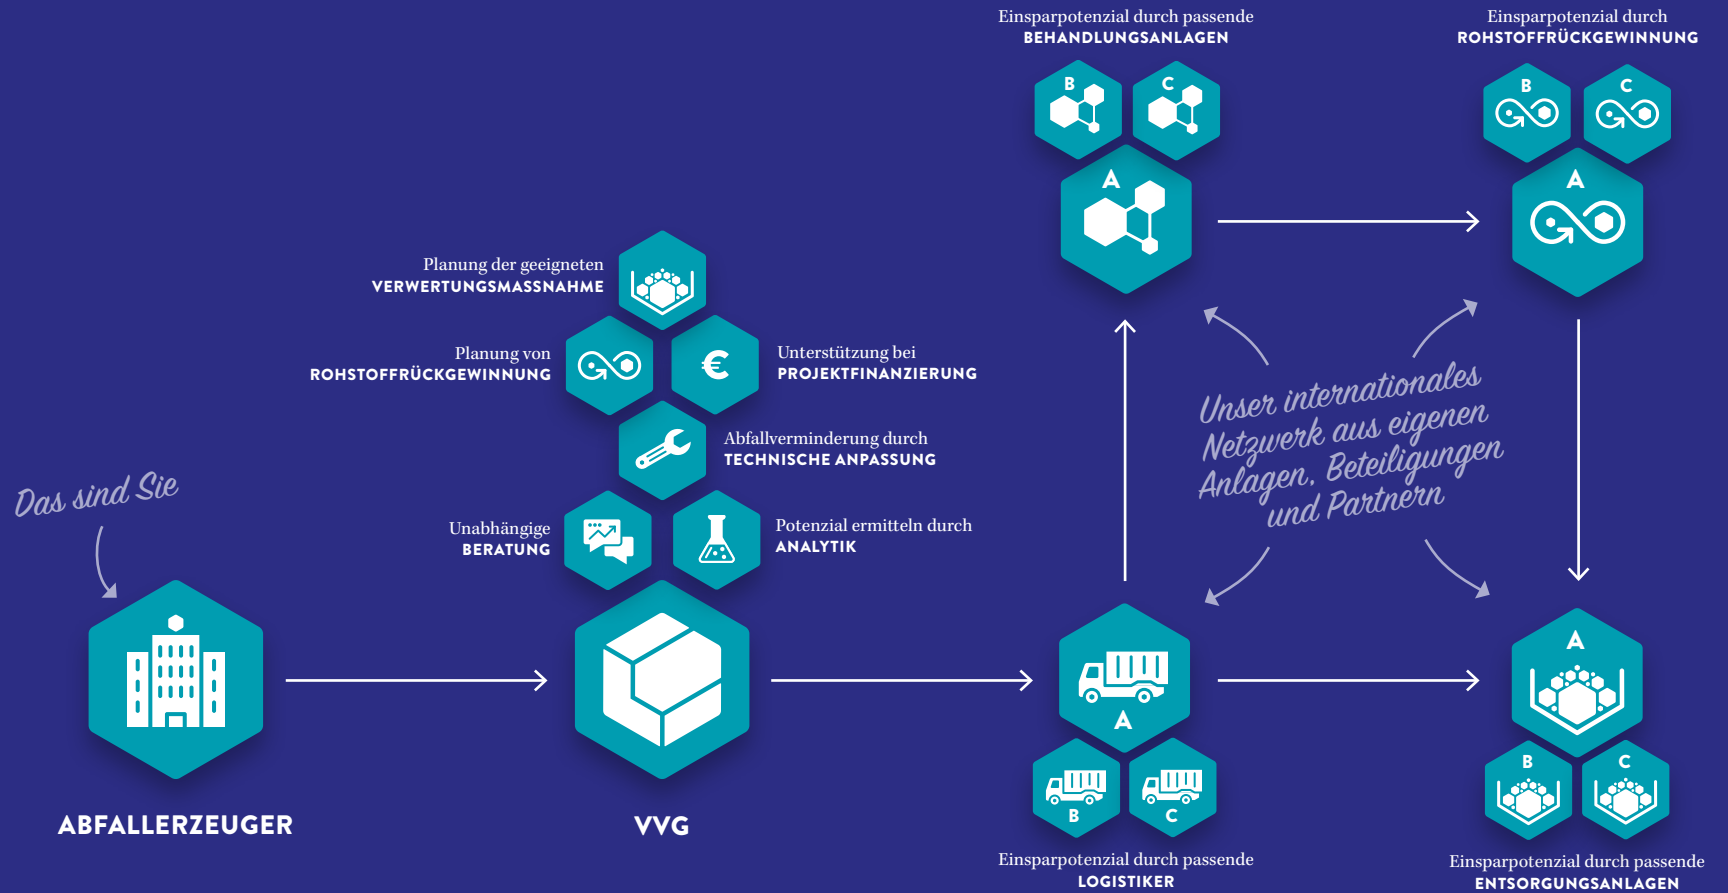 Einsparpotenzial durch passende
BEHANDLUNGSANLAGEN
B
C
A
Einsparpotenzial durch
ROHSTOFFRÜCKGEWINNUNG
B
C
A
Planung der geeigneten
VERWERTUNGSMASSNAHME
Planung von
ROHSTOFFRÜCKGEWINNUNG
€
Unterstützung bei
PROJEKTFINANZIERUNG
Abfallverminderung durch
TECHNISCHE ANPASSUNG
Unabhängige
BERATUNG
Potenzial ermitteln durch
ANALYTIK
Das sind Sie
Unser internationales
Netzwerk aus eigenen
Anlagen, Beteiligungen
und Partnern
ABFALLERZEUGER
VVG
A
B
C
Einsparpotenzial durch passende
LOGISTIKER
A
B
C
Einsparpotenzial durch passende
ENTSORGUNGSANLAGEN